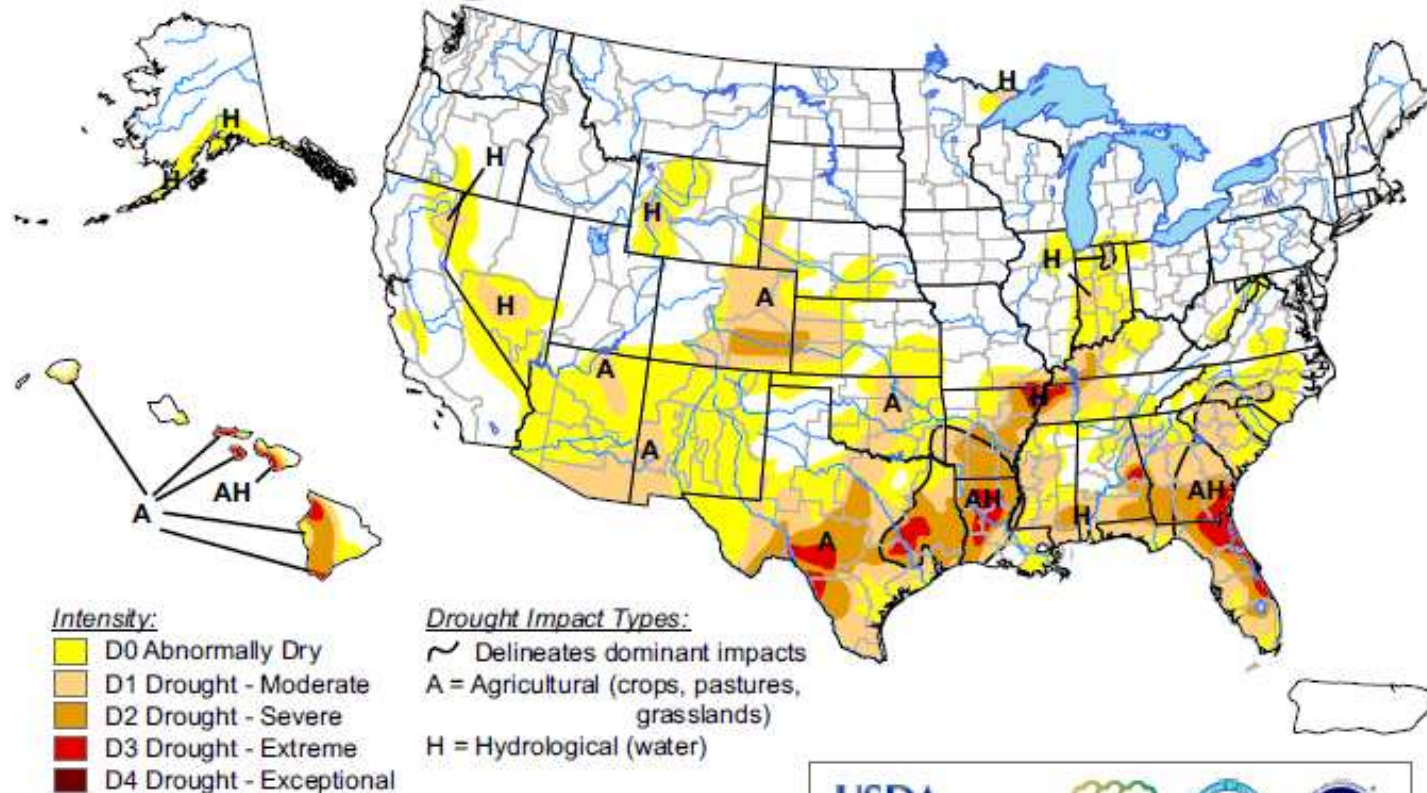 H
H
H
H
H
H
A
H
A
A
A
H
AH
A
H
AH
AH
A
Intensity:
D0 Abnormally Dry
D1 Drought - Moderate
D2 Drought - Severe
D3 Drought - Extreme
D4 Drought - Exceptional
Drought Impact Types:
Delineates dominant impacts
A = Agricultural (crops, pastures,
grasslands)
H = Hydrological (water)
USDA